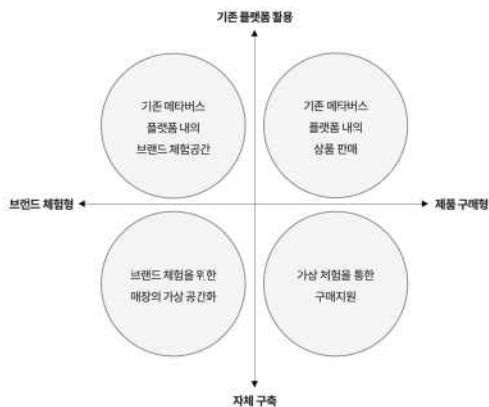 기존 플랫폼 활용
기존 메타버스
플랫폼 내의
브랜드 체험공간
기존 메타버스
플랫폼 내의
상품 판매
브랜드 체험형
제품 구매형
브랜드 체험을 위한
매장의 가상 공간화
가상 체험을 통한
구매지원
자체 구축